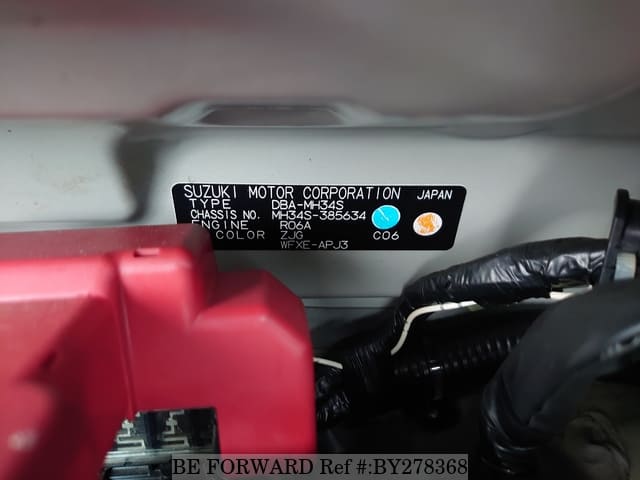 SUZUKI MOTOR CORPORATION JAPAN
TYPE DBA-MH34S
CHASSIS NO. MH34S-385634
ENGINE R06A
COLOR ZJG C06
WFXE-APJ3
BE FORWARD Ref #:BY278368